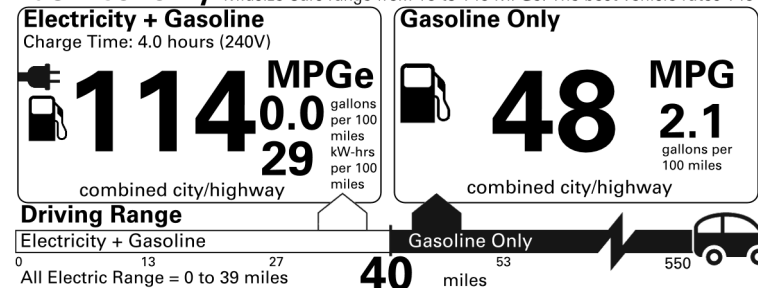 Electricity + Gasoline
Charge Time: 4.0 hours (240V)
114
MPGe
0.0
gallons
per 100
miles
29
kW-hrs
per 100
miles
combined city/highway
Gasoline Only
48
MPG
2.1
gallons per
100 miles
combined city/highway
Driving Range
Electricity + Gasoline
Gasoline Only
0 13 27 40 53 550
miles
All Electric Range = 0 to 39 miles